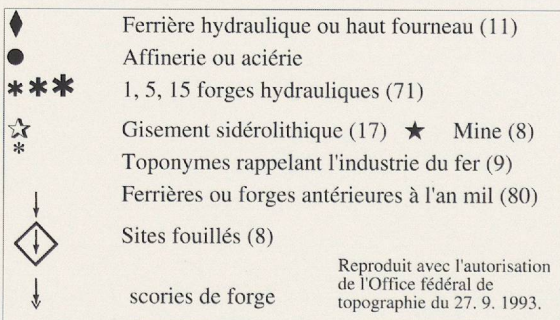 Ferrière hydraulique ou haut fourneau (11)
Affinerie ou aciérie
1, 5, 15 forges hydrauliques (71)
Gisement sidérolithique (17) ★ Mine (8)
Toponymes rappelant l'industrie du fer (9)
Ferrières ou forges antérieures à l'an mil (80)
Sites fouillés (8)
scories de forge
Reproduit avec l'autorisation
de l'Office fédéral de
topographie du 27. 9. 1993.